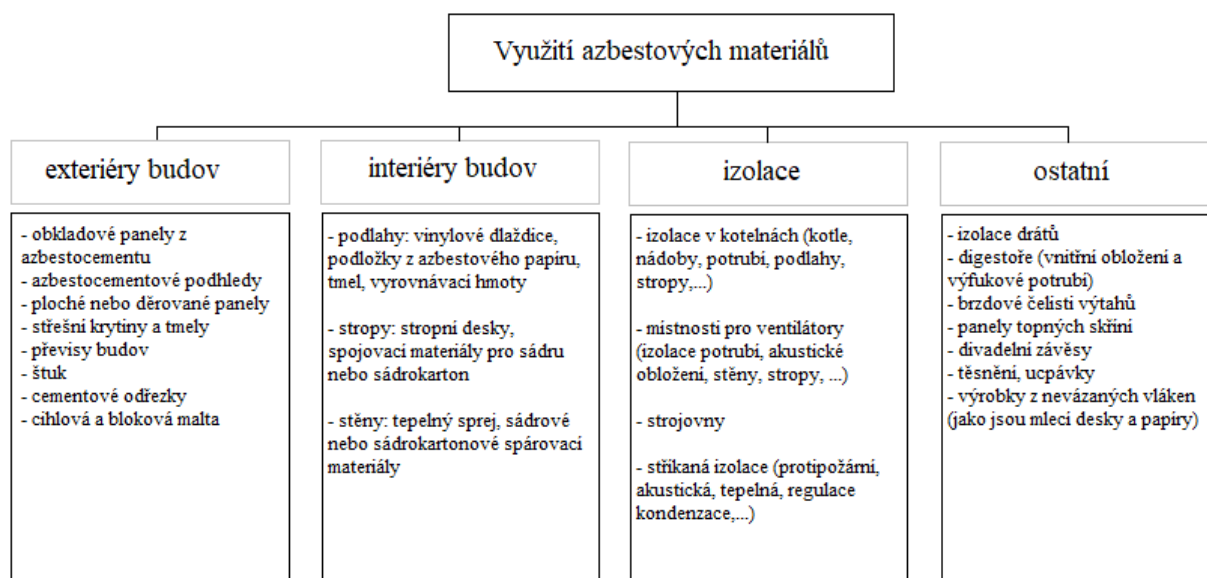 Využití azbestových materiálů
exteriéry budov
- obkladové panely z
azbestocementu
- azbestocementové podhledy
- ploché nebo děrované panely
- střešní krytiny a tmely
- převisy budov
- štuk
- cementové odřezky
- cihlová a bloková malta
interiéry budov
- podlahy: vinylové dlaždice,
podložky z azbestového papíru,
tmel, vyrovnávací hmoty
- stropy: stropní desky,
spojovací materiály pro sádru
nebo sádrokarton
- stěny: tepelný sprej, sádrové
nebo sádrokartonové spárovací
materiály
izolace
- izolace v kotelnách (kotle,
nádoby, potrubí, podlahy,
stropy,...)
- místnosti pro ventilátory
(izolace potrubí, akustické
obložení, stěny, stropy, ...)
- strojovny
- stříkaná izolace (protipožární,
akustická, tepelná, regulace
kondenzace,...)
ostatní
- izolace drátů
- digestoře (vnitřní obložení a
výfukové potrubí)
- brzdové čelisti výtahů
- panely topných skříní
- divadelní závěsy
- těsnění, ucpávky
- výrobky z nevázaných vláken
(jako jsou mlecí desky a papíry)